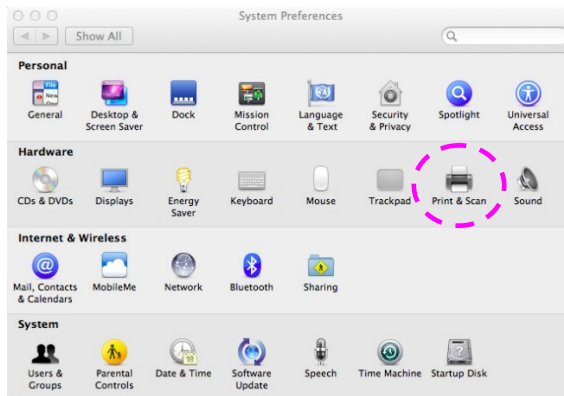 System Preferences
Show All
Personal
General
Desktop & Screen Saver
Dock
Mission Control
Language & Text
Security & Privacy
Spotlight
Universal Access
Hardware
CDs & DVDs
Displays
Energy Saver
Keyboard
Mouse
Trackpad
Print & Scan
Sound
Internet & Wireless
Mail, Contacts & Calendars
MobileMe
Network
Bluetooth
Sharing
System
Users & Groups
Parental Controls
Date & Time
Software Update
Speech
Time Machine
Startup Disk